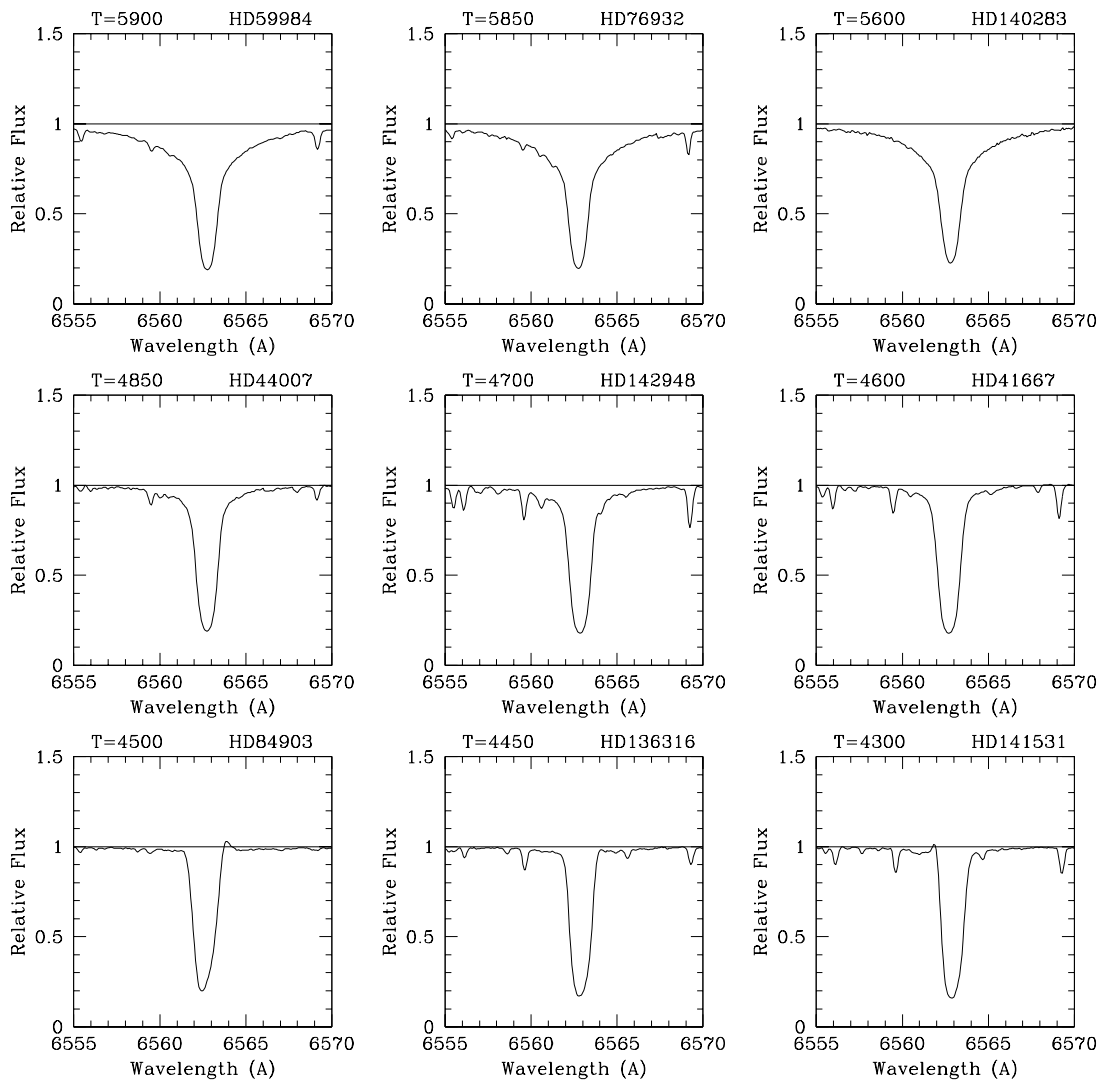 T=5900 HD59984
1.5
1
0.5
0
Relative Flux
6555 6560 6565 6570
Wavelength (A)
T=5850 HD76932
1.5
1
0.5
0
Relative Flux
6555 6560 6565 6570
Wavelength (A)
T=5600 HD140283
1.5
1
0.5
0
Relative Flux
6555 6560 6565 6570
Wavelength (A)
T=4850 HD44007
1.5
1
0.5
0
Relative Flux
6555 6560 6565 6570
Wavelength (A)
T=4700 HD142948
1.5
1
0.5
0
Relative Flux
6555 6560 6565 6570
Wavelength (A)
T=4600 HD41667
1.5
1
0.5
0
Relative Flux
6555 6560 6565 6570
Wavelength (A)
T=4500 HD84903
1.5
1
0.5
0
Relative Flux
6555 6560 6565 6570
Wavelength (A)
T=4450 HD136316
1.5
1
0.5
0
Relative Flux
6555 6560 6565 6570
Wavelength (A)
T=4300 HD141531
1.5
1
0.5
0
Relative Flux
6555 6560 6565 6570
Wavelength (A)